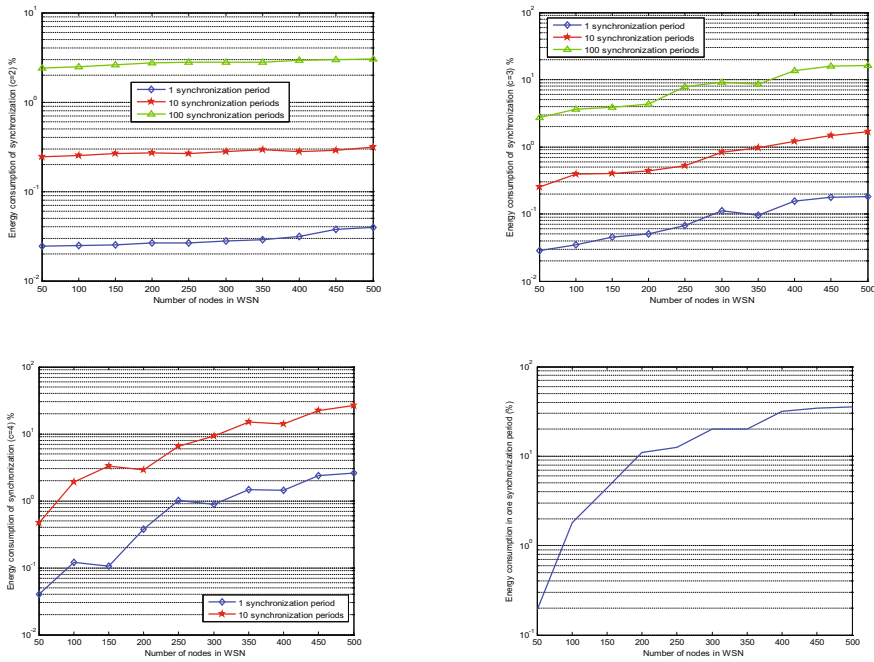 Energy consumption of synchronization (c=2) %
10^1
10^0
10^-1
10^-2
1 synchronization period
10 synchronization periods
100 synchronization periods
50 100 150 200 250 300 350 400 450 500
Number of nodes in WSN
Energy consumption of synchronization (c=3) %
10^2
10^1
10^0
10^-1
10^-2
1 synchronization period
10 synchronization periods
100 synchronization periods
50 100 150 200 250 300 350 400 450 500
Number of nodes in WSN
Energy consumption of synchronization (c=4) %
10^2
10^1
10^0
10^-1
10^-2
1 synchronization period
10 synchronization periods
50 100 150 200 250 300 350 400 450 500
Number of nodes in WSN
Energy consumption in one synchronization period (%)
10^2
10^1
10^0
10^-1
50 100 150 200 250 300 350 400 450 500
Number of nodes in WSN